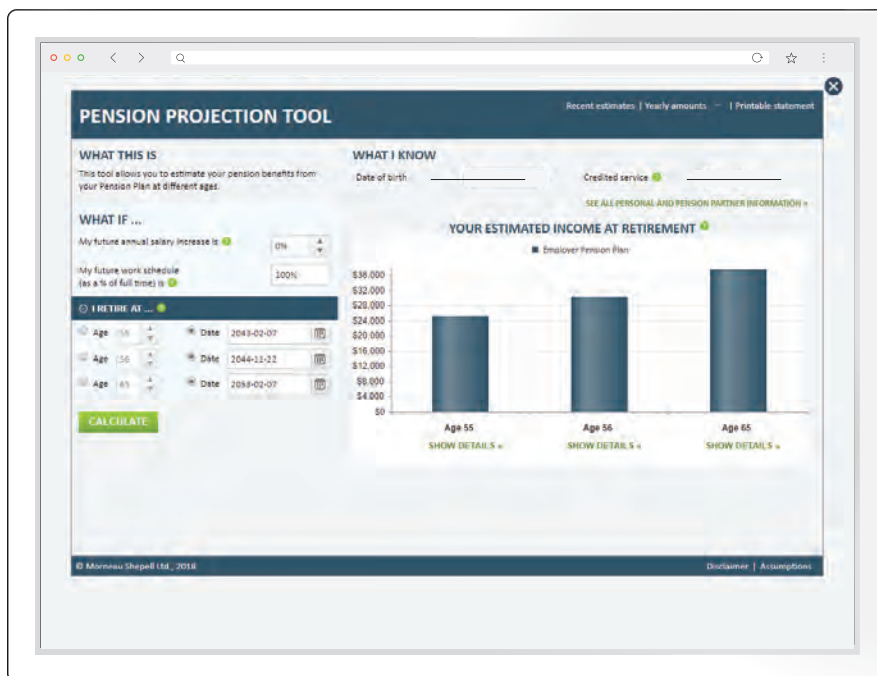 PENSION PROJECTION TOOL
Recent estimates | Yearly amounts | Printable statement
WHAT THIS IS
This tool allows you to estimate your pension benefits from
your Pension Plan at different ages.
WHAT I KNOW
Date of birth
Credited service
SEE ALL PERSONAL AND PENSION PARTNER INFORMATION »
WHAT IF ...
My future annual salary increase is
0%
My future work schedule
(as a % of full time) is
100%
I RETIRE AT ...
Age 55 Date 2043-02-07
Age 56 Date 2044-11-22
Age 65 Date 2053-02-07
CALCULATE
YOUR ESTIMATED INCOME AT RETIREMENT
Employer Pension Plan
$36,000
$32,000
$28,000
$24,000
$20,000
$16,000
$12,000
$8,000
$4,000
$0
Age 55
Age 56
Age 65
SHOW DETAILS »
SHOW DETAILS »
SHOW DETAILS »
© Morneau Shepell Ltd., 2018
Disclaimer | Assumptions